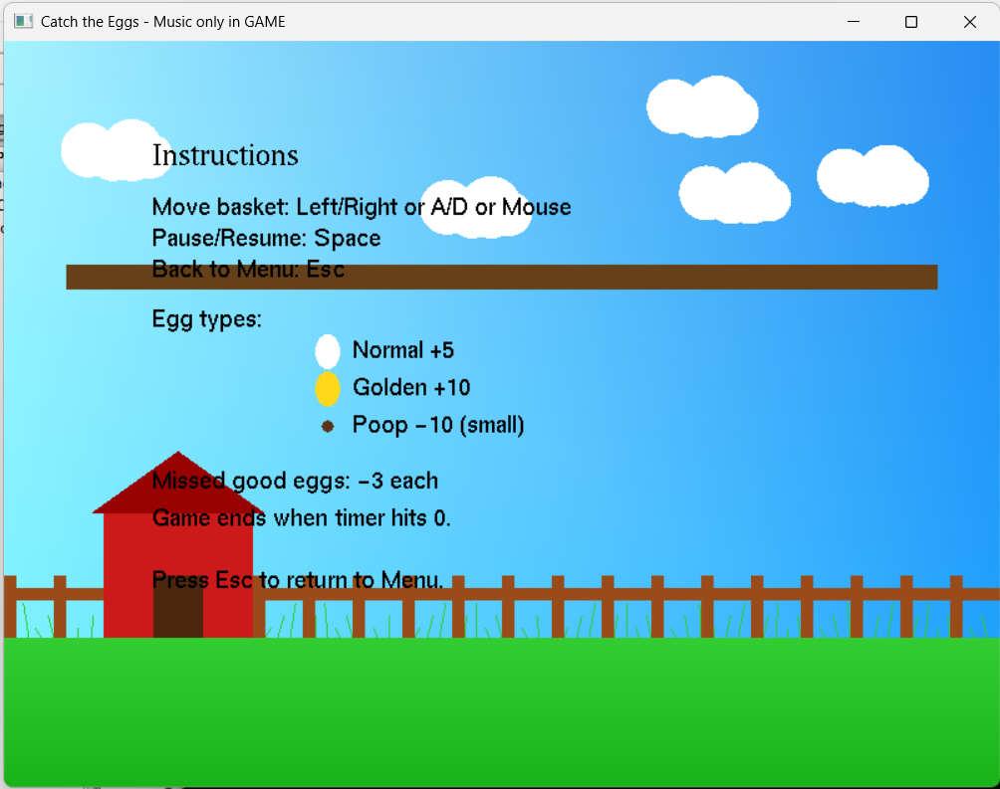 Catch the Eggs - Music only in GAME
Instructions
Move basket: Left/Right or A/D or Mouse
Pause/Resume: Space
Back to Menu: Esc
Egg types:
Normal +5
Golden +10
Poop −10 (small)
Missed good eggs: −3 each
Game ends when timer hits 0.
Press Esc to return to Menu.